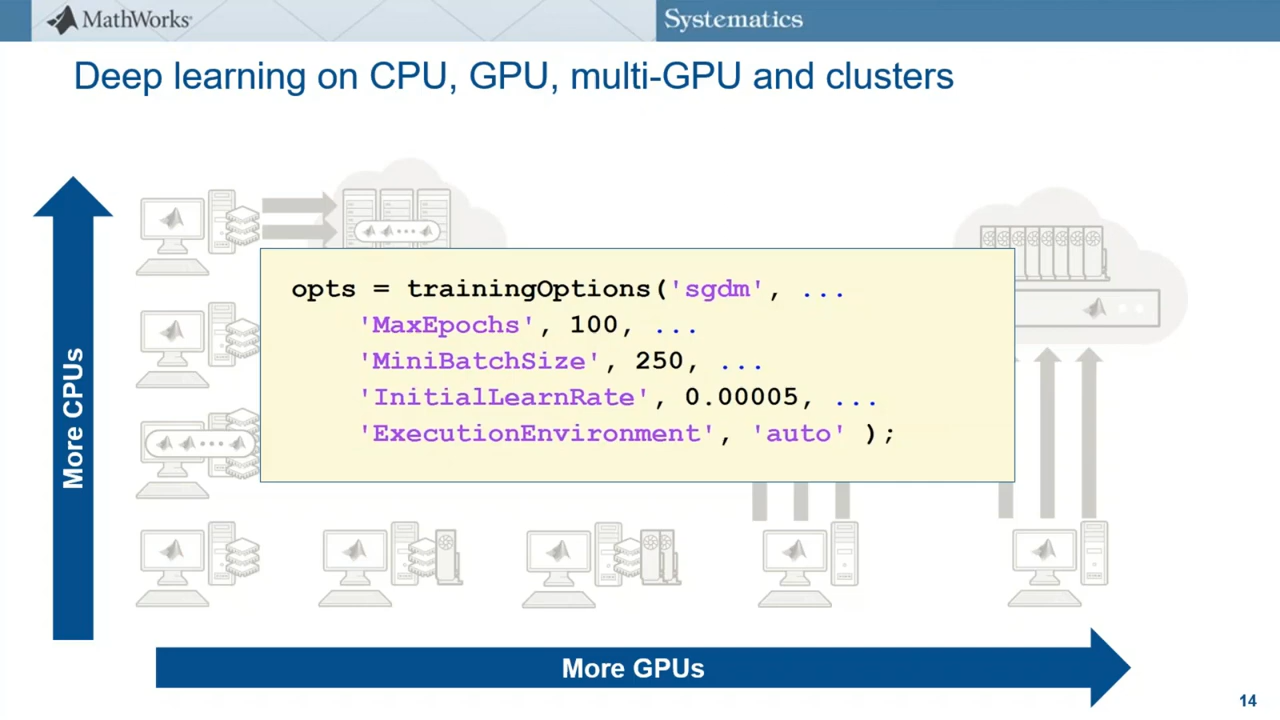 MathWorks®
Systematics
Deep learning on CPU, GPU, multi-GPU and clusters
More CPUs
opts = trainingOptions('sgdm', ...
'MaxEpochs', 100, ...
'MiniBatchSize', 250, ...
'InitialLearnRate', 0.00005, ...
'ExecutionEnvironment', 'auto' );
More GPUs
14